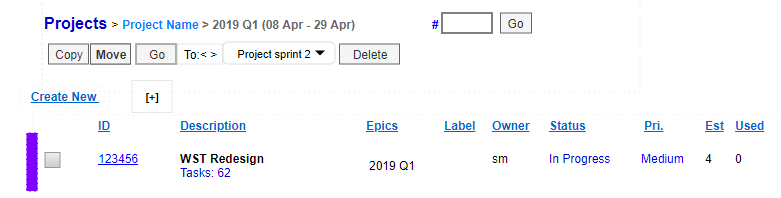 Projects > Project Name > 2019 Q1 (08 Apr - 29 Apr) # Go
Copy Move Go To:< > Project sprint 2 Delete
Create New [+]
ID Description Epics Label Owner Status Pri. Est Used
123456 WST Redesign 2019 Q1 sm In Progress Medium 4 0
Tasks: 62